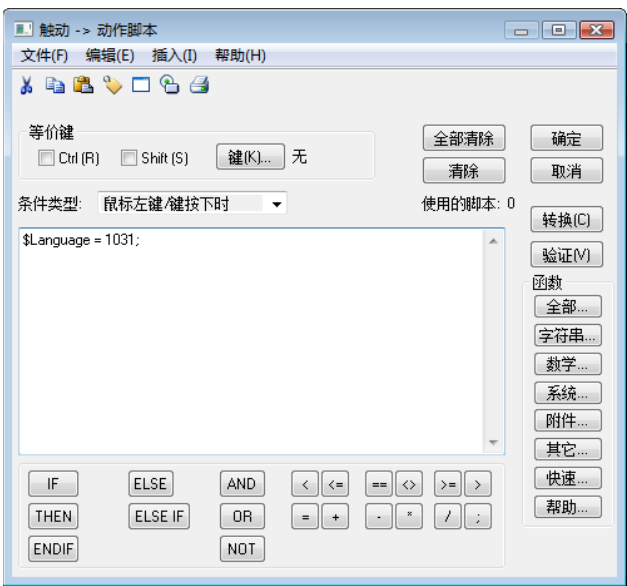 触动 -> 动作脚本
文件(F) 编辑(E) 插入(I) 帮助(H)
等价键
Ctrl (R) Shift (S) 键(K)... 无
全部清除 确定
清除 取消
条件类型: 鼠标左键/键按下时 使用的脚本: 0
转换(C)
$Language = 1031;
验证(V)
函数
全部...
字符串...
数学...
系统...
附件...
其它...
快速...
帮助...
IF ELSE AND < <= == <> >= >
THEN ELSE IF OR = + - * / ;
ENDIF NOT